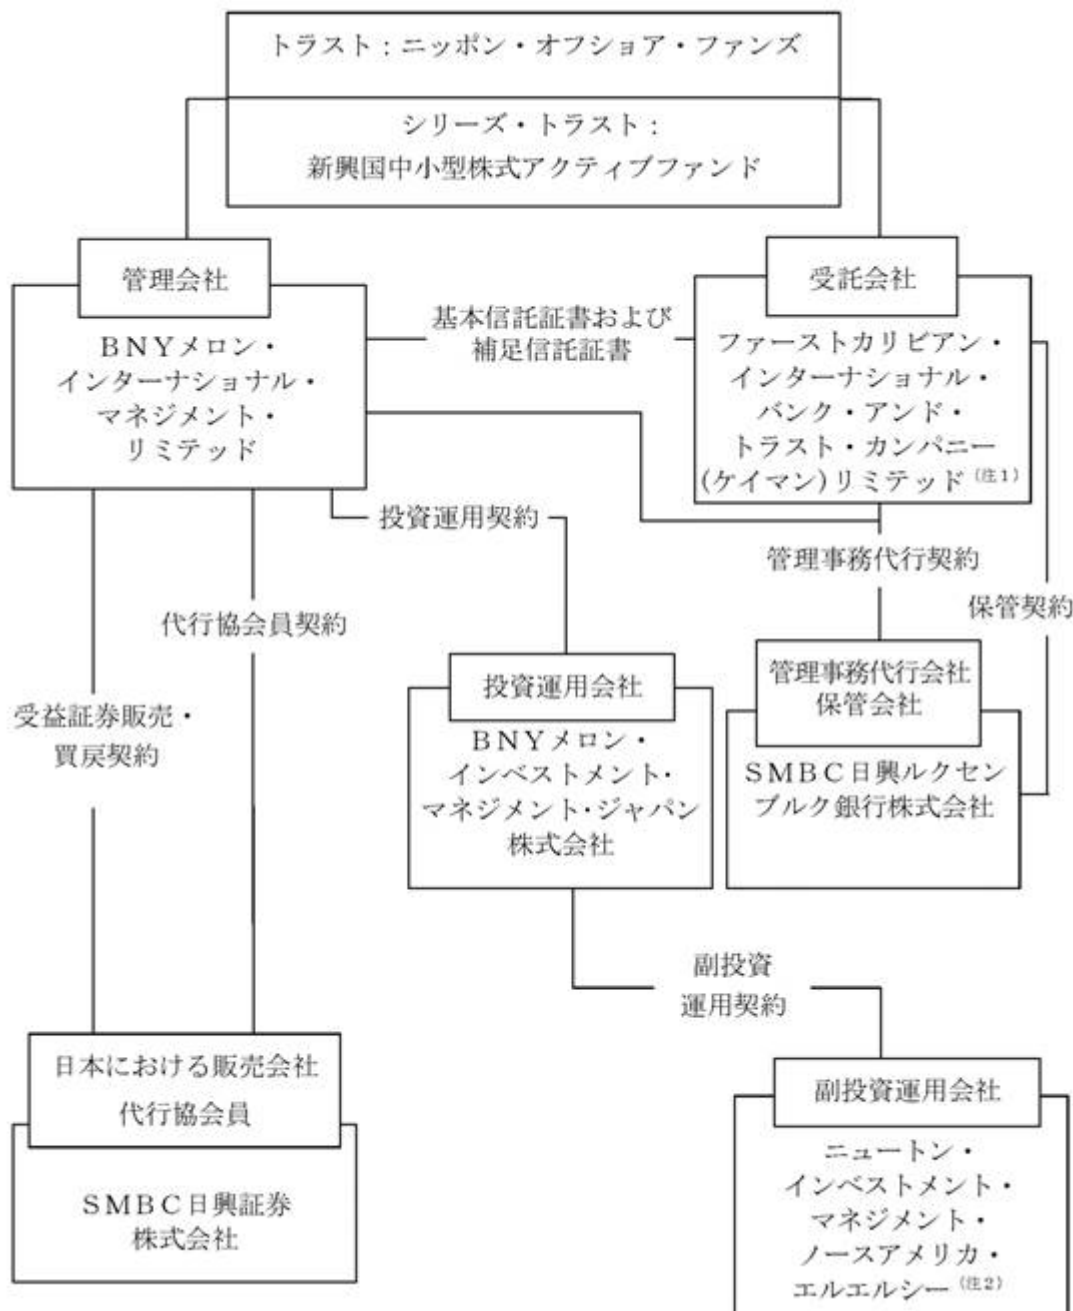 トラスト：ニッポン・オフショア・ファンズ
シリーズ・トラスト：
新興国中小型株式アクティブファンド
管理会社
ＢＮＹメロン・
インターナショナル・
マネジメント・
リミテッド
基本信託証書および
補足信託証書
受託会社
ファーストカリビアン・
インターナショナル・
バンク・アンド・
トラスト・カンパニー
(ケイマン)リミテッド(注1)
投資運用契約
管理事務代行契約
保管契約
代行協会員契約
受益証券販売・
買戻契約
投資運用会社
ＢＮＹメロン・
インベストメント・
マネジメント・ジャパン
株式会社
管理事務代行会社
保管会社
ＳＭＢＣ日興ルクセン
ブルク銀行株式会社
副投資
運用契約
日本における販売会社
代行協会員
ＳＭＢＣ日興証券
株式会社
副投資運用会社
ニュートン・
インベストメント・
マネジメント・
ノースアメリカ・
エルエルシー(注2)